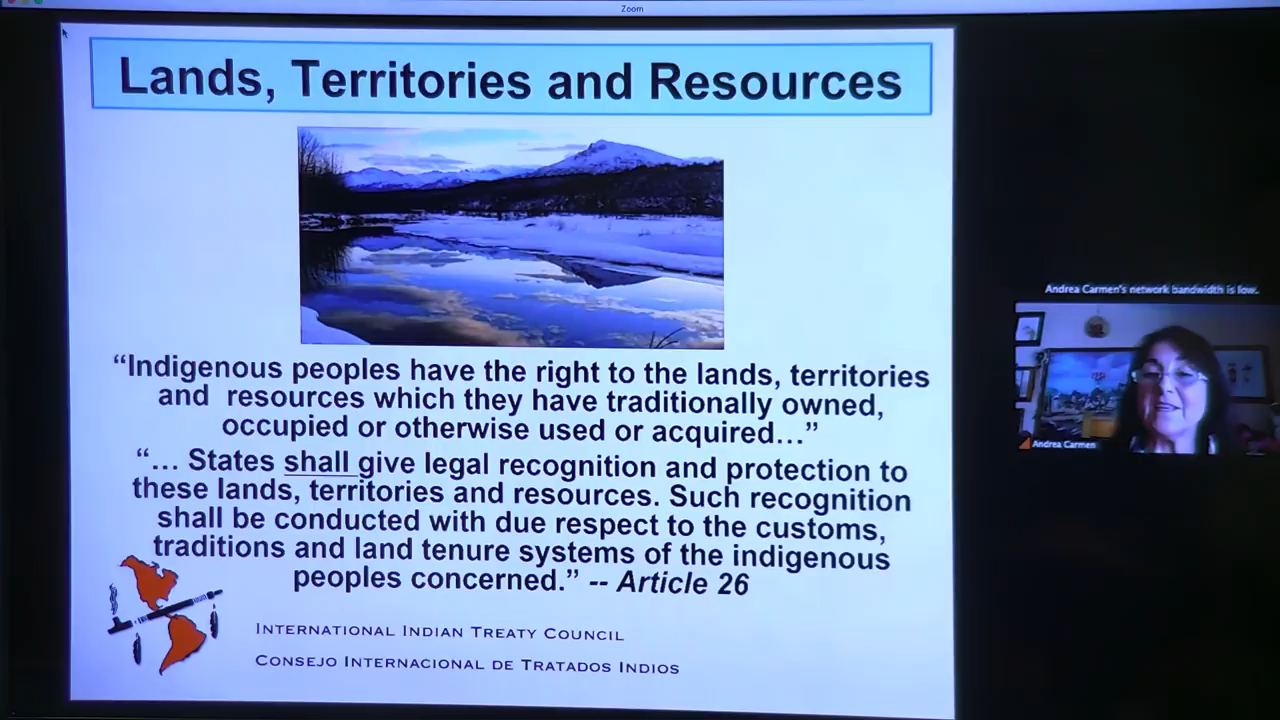 Zoom
Lands, Territories and Resources
“Indigenous peoples have the right to the lands, territories
and resources which they have traditionally owned,
occupied or otherwise used or acquired…”
“… States shall give legal recognition and protection to
these lands, territories and resources. Such recognition
shall be conducted with due respect to the customs,
traditions and land tenure systems of the indigenous
peoples concerned.” -- Article 26
INTERNATIONAL INDIAN TREATY COUNCIL
CONSEJO INTERNACIONAL DE TRATADOS INDIOS
Andrea Carmen's network bandwidth is low.
Andrea Carmen